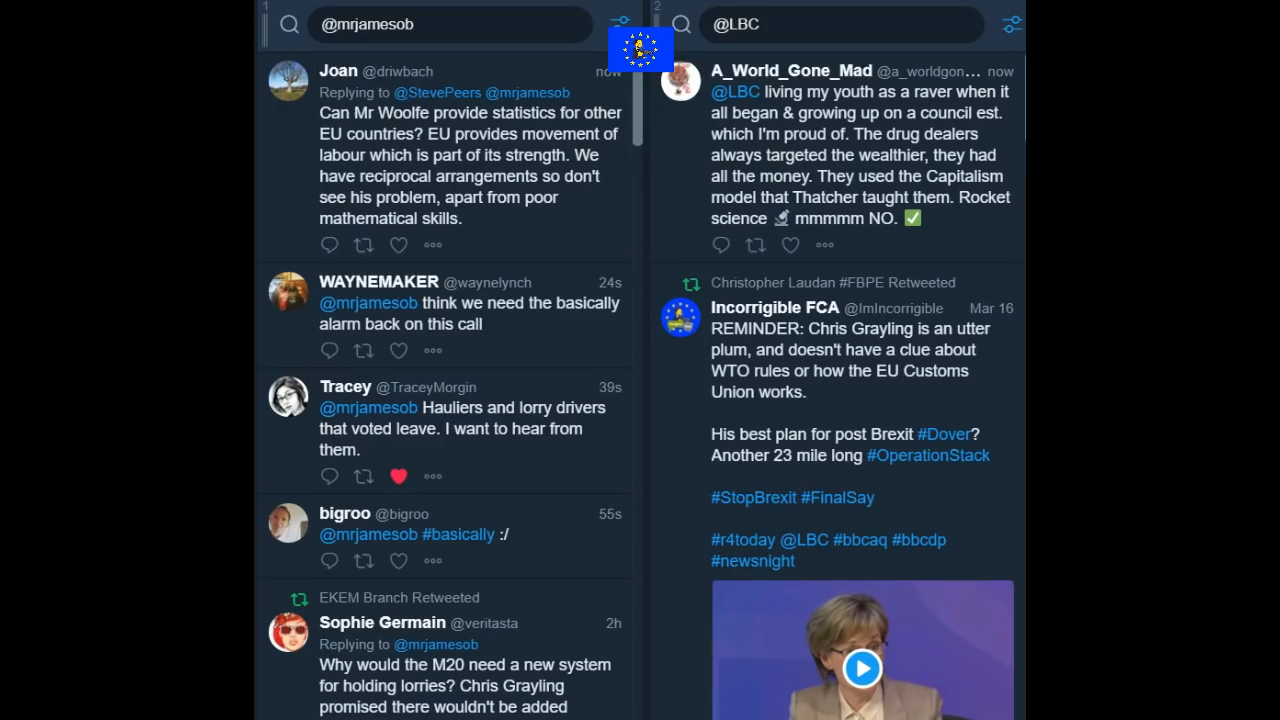 1
@mrjamesob
Joan @driwbach now
Replying to @StevePeers @mrjamesob
Can Mr Woolfe provide statistics for other
EU countries? EU provides movement of
labour which is part of its strength. We
have reciprocal arrangements so don't
see his problem, apart from poor
mathematical skills.
WAYNEMAKER @waynelynch 24s
@mrjamesob think we need the basically
alarm back on this call
Tracey @TraceyMorgin 39s
@mrjamesob Hauliers and lorry drivers
that voted leave. I want to hear from
them.
bigroo @bigroo 55s
@mrjamesob #basically :/
EKEM Branch Retweeted
Sophie Germain @veritasta 2h
Replying to @mrjamesob
Why would the M20 need a new system
for holding lorries? Chris Grayling
promised there wouldn't be added
2
@LBC
A_World_Gone_Mad @a_worldgon… now
@LBC living my youth as a raver when it
all began & growing up on a council est.
which I'm proud of. The drug dealers
always targeted the wealthier, they had
all the money. They used the Capitalism
model that Thatcher taught them. Rocket
science 🔬 mmmmm NO. ✅
Christopher Laudan #FBPE Retweeted
Incorrigible FCA @ImIncorrigible Mar 16
REMINDER: Chris Grayling is an utter
plum, and doesn't have a clue about
WTO rules or how the EU Customs
Union works.
His best plan for post Brexit #Dover?
Another 23 mile long #OperationStack
#StopBrexit #FinalSay
#r4today @LBC #bbcaq #bbcdp
#newsnight